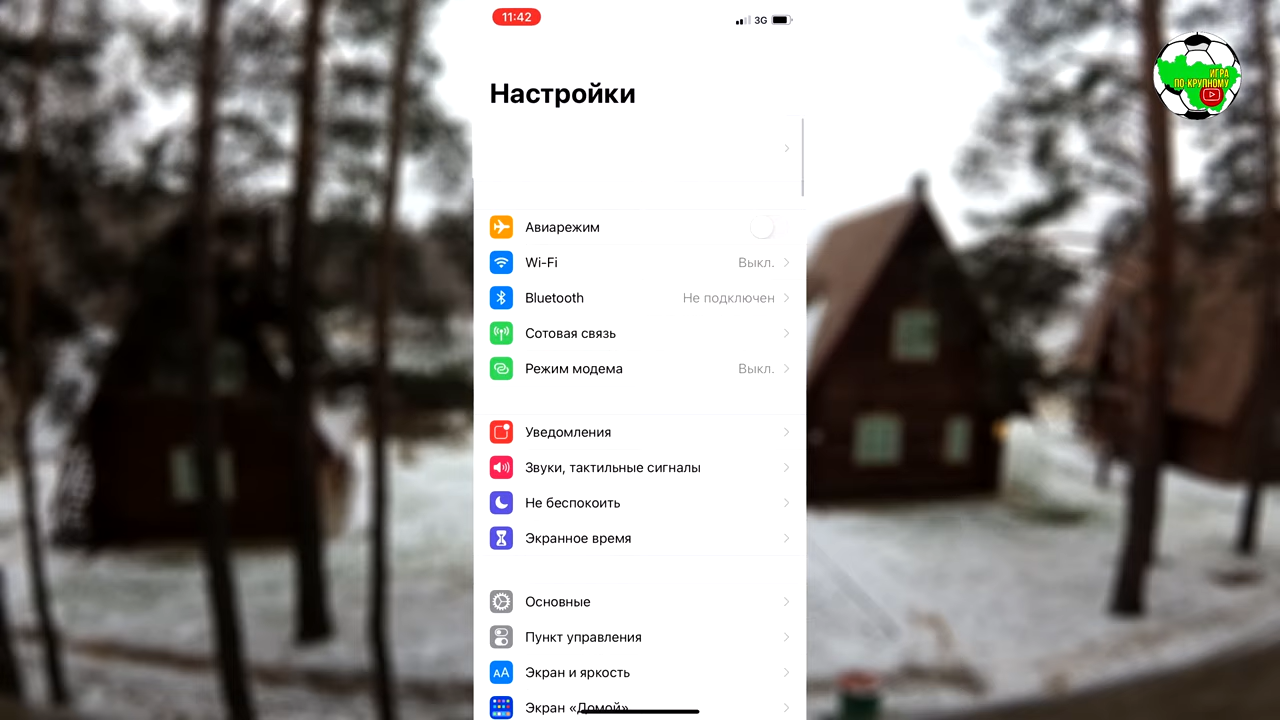 11:42
3G
ИГРА
ПО КРУПНОМУ
Настройки
Авиарежим
Wi-Fi
Выкл.
Bluetooth
Не подключен
Сотовая связь
Режим модема
Выкл.
Уведомления
Звуки, тактильные сигналы
Не беспокоить
Экранное время
Основные
Пункт управления
AA
Экран и яркость
Экран «Домой»